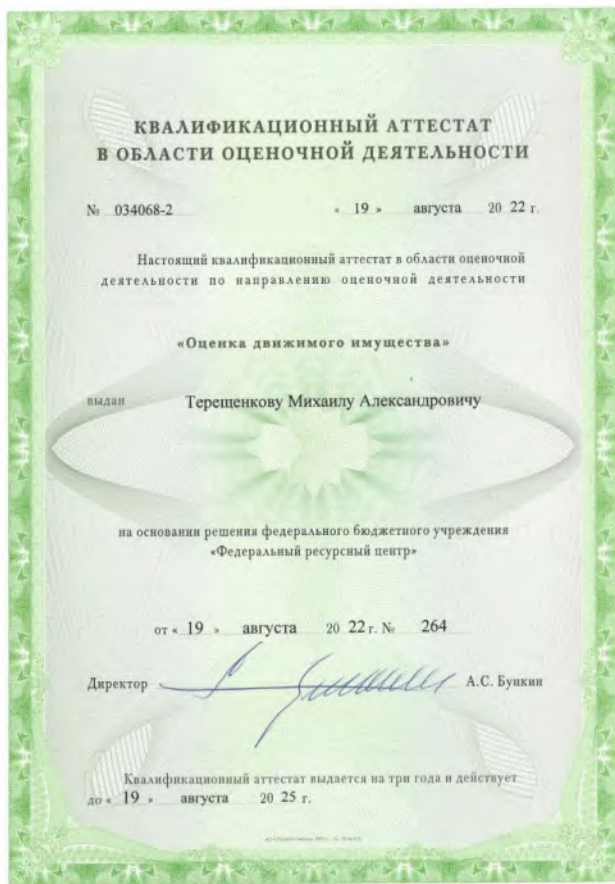 КВАЛИФИКАЦИОННЫЙ АТТЕСТАТ
В ОБЛАСТИ ОЦЕНОЧНОЙ ДЕЯТЕЛЬНОСТИ
№ 034068-2 « 19 » августа 20 22 г.
Настоящий квалификационный аттестат в области оценочной
деятельности по направлению оценочной деятельности
«Оценка движимого имущества»
выдан Терещенкову Михаилу Александровичу
на основании решения федерального бюджетного учреждения
«Федеральный ресурсный центр»
от « 19 » августа 20 22 г. № 264
Директор А.С. Бункин
Квалификационный аттестат выдается на три года и действует
до « 19 » августа 20 25 г.